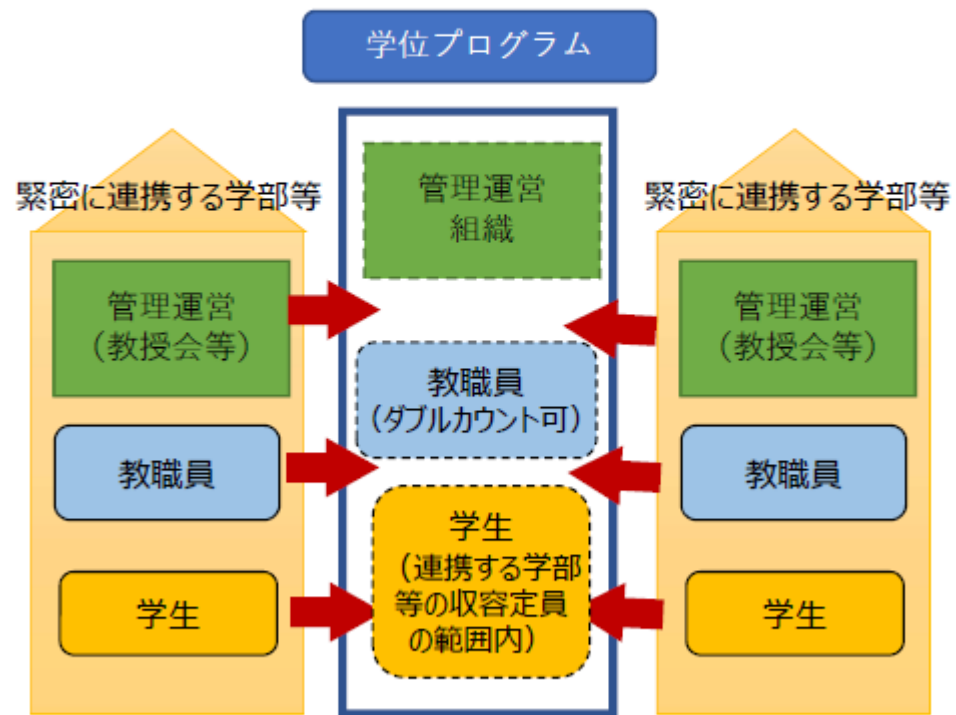 学位プログラム
緊密に連携する学部等
管理運営
(教授会等)
教職員
学生
管理運営
組織
教職員
(ダブルカウント可)
学生
(連携する学部
等の収容定員
の範囲内)
緊密に連携する学部等
管理運営
(教授会等)
教職員
学生